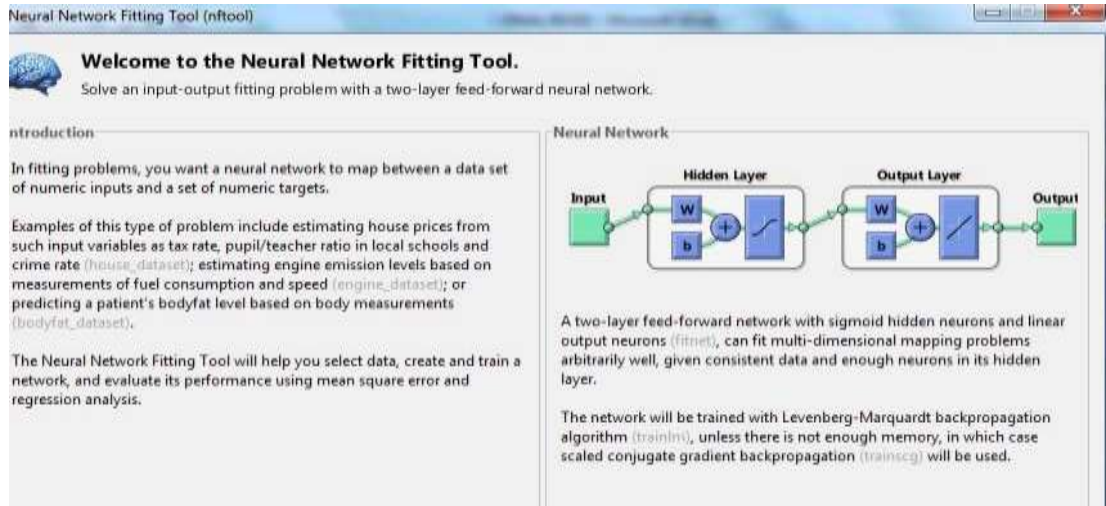 Neural Network Fitting Tool (nftool)
Welcome to the Neural Network Fitting Tool.
Solve an input-output fitting problem with a two-layer feed-forward neural network.
ntroduction
In fitting problems, you want a neural network to map between a data set
of numeric inputs and a set of numeric targets.
Examples of this type of problem include estimating house prices from
such input variables as tax rate, pupil/teacher ratio in local schools and
crime rate (house_dataset); estimating engine emission levels based on
measurements of fuel consumption and speed (engine_dataset); or
predicting a patient's bodyfat level based on body measurements
(bodyfat_dataset).
The Neural Network Fitting Tool will help you select data, create and train a
network, and evaluate its performance using mean square error and
regression analysis.
Neural Network
Hidden Layer
Output Layer
Input
Output
W
b
+
W
b
+
A two-layer feed-forward network with sigmoid hidden neurons and linear
output neurons (fitnet), can fit multi-dimensional mapping problems
arbitrarily well, given consistent data and enough neurons in its hidden
layer.
The network will be trained with Levenberg-Marquardt backpropagation
algorithm (trainlm), unless there is not enough memory, in which case
scaled conjugate gradient backpropagation (trainscg) will be used.